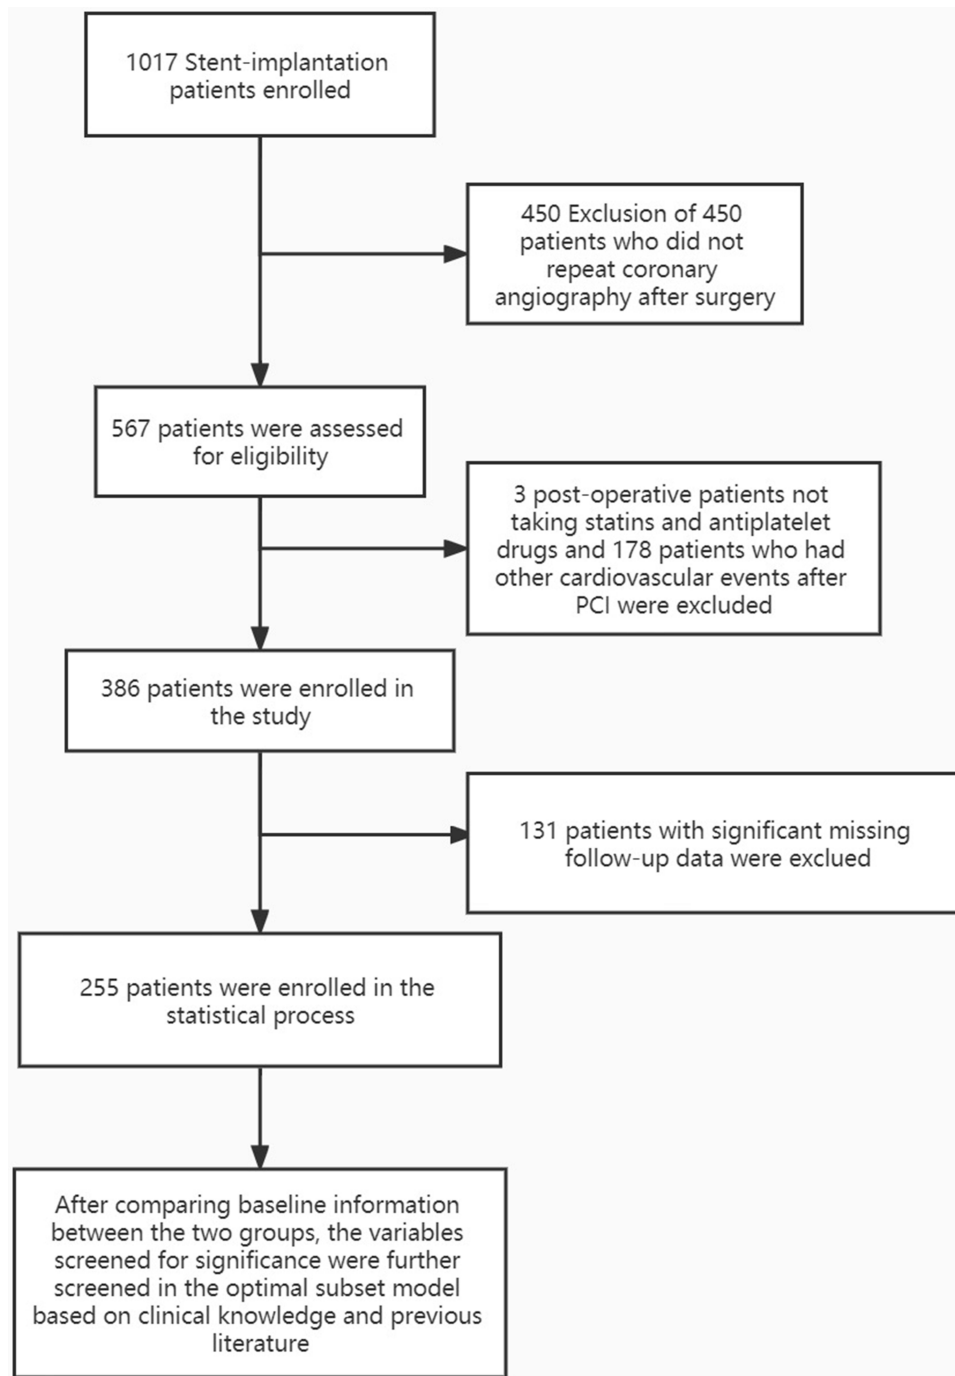 1017 Stent-implantation
patients enrolled
450 Exclusion of 450
patients who did not
repeat coronary
angiography after surgery
567 patients were assessed
for eligibility
3 post-operative patients not
taking statins and antiplatelet
drugs and 178 patients who had
other cardiovascular events after
PCI were excluded
386 patients were enrolled in
the study
131 patients with significant missing
follow-up data were exclued
255 patients were enrolled in the
statistical process
After comparing baseline information
between the two groups, the variables
screened for significance were further
screened in the optimal subset model
based on clinical knowledge and previous
literature